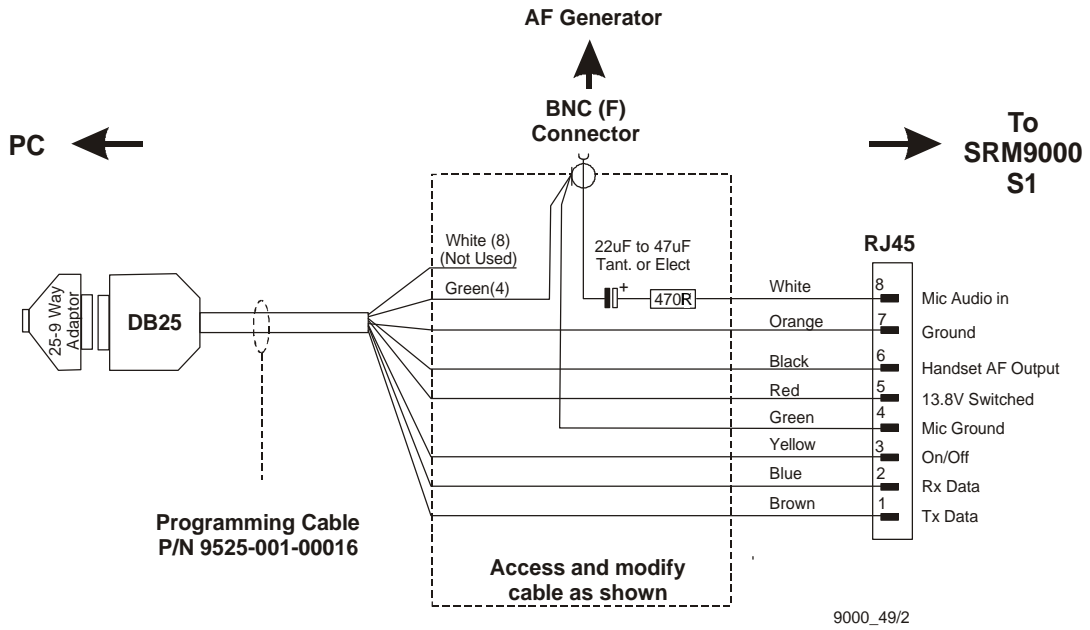 AF Generator
BNC (F)
Connector
PC
To
SRM9000
S1
RJ45
White (8)
(Not Used)
Green(4)
22uF to 47uF
Tant. or Elect
+
470R
25-9 Way
Adaptor
DB25
White
8
Mic Audio in
Orange
7
Ground
Black
6
Handset AF Output
Red
5
13.8V Switched
Green
4
Mic Ground
Yellow
3
On/Off
Blue
2
Rx Data
Brown
1
Tx Data
Programming Cable
P/N 9525-001-00016
Access and modify
cable as shown
9000_49/2